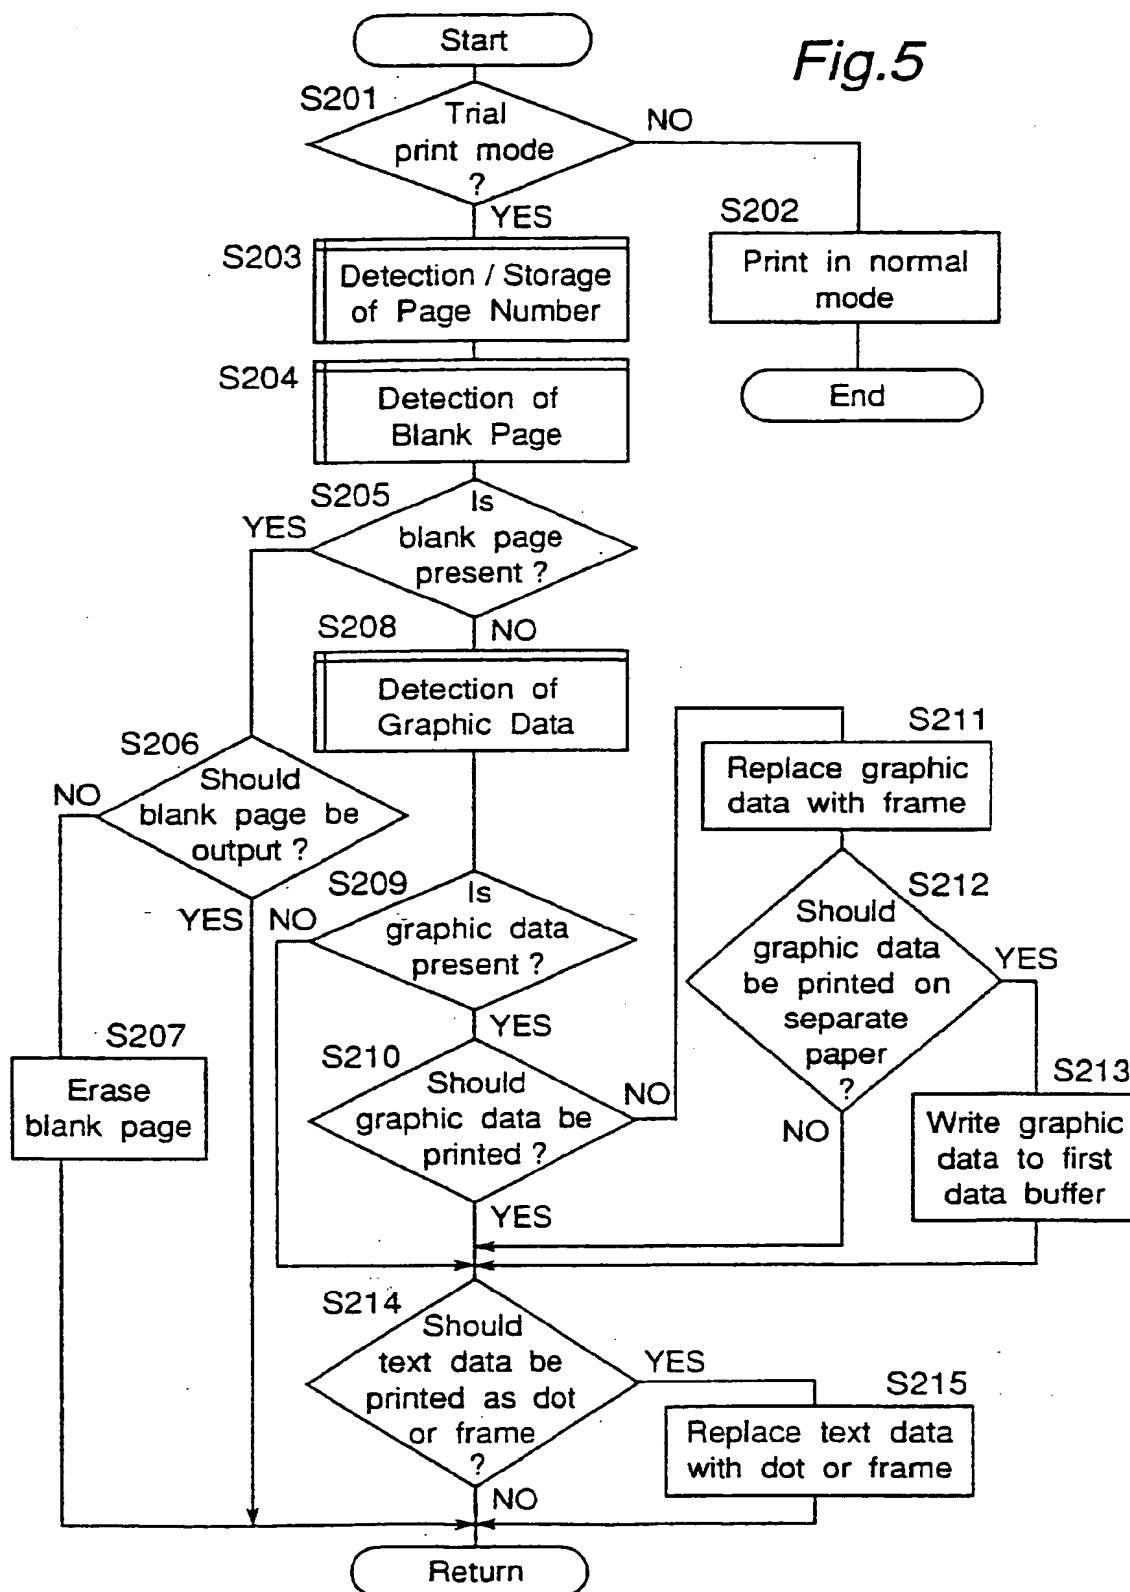 Start
Fig.5
S201
Trial
print mode
?
NO
YES
S202
Print in normal
mode
End
S203
Detection / Storage
of Page Number
S204
Detection of
Blank Page
S205
Is
blank page
present ?
YES
NO
S208
Detection of
Graphic Data
S206
Should
blank page be
output ?
NO
YES
S207
Erase
blank page
S209
Is
graphic data
present ?
NO
YES
S210
Should
graphic data be
printed ?
NO
YES
S211
Replace graphic
data with frame
S212
Should
graphic data
be printed on
separate
paper
?
YES
NO
S213
Write graphic
data to first
data buffer
S214
Should
text data be
printed as dot
or frame
?
YES
NO
S215
Replace text data
with dot or frame
Return